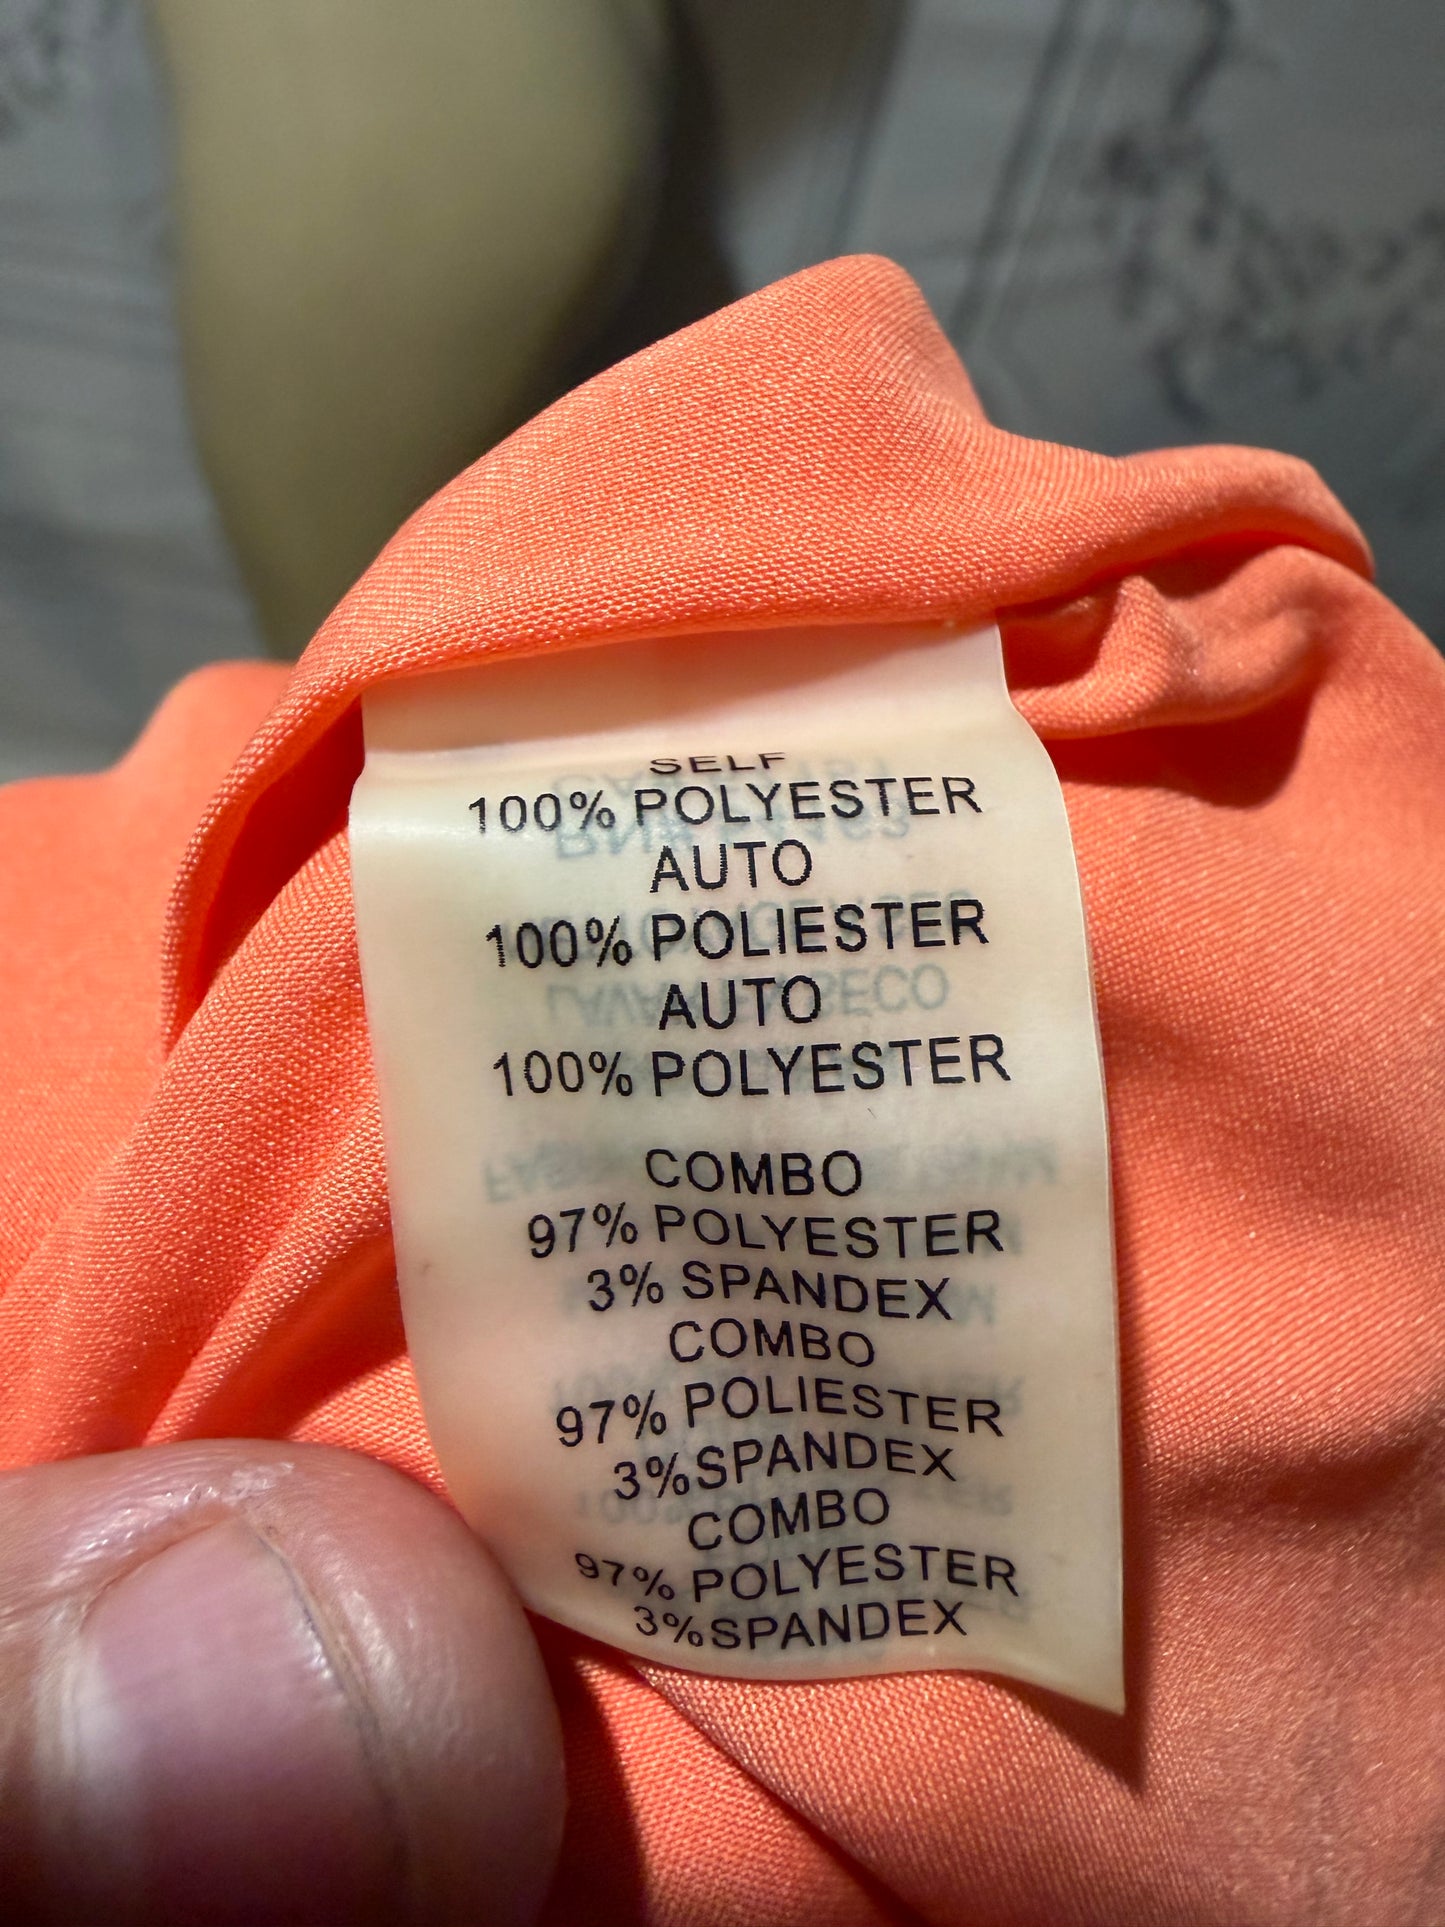 SELF
100% POLYESTER
AUTO
100% POLIESTER
AUTO
100% POLYESTER
COMBO
97% POLYESTER
3% SPANDEX
COMBO
97% POLIESTER
3%SPANDEX
COMBO
97% POLYESTER
3%SPANDEX